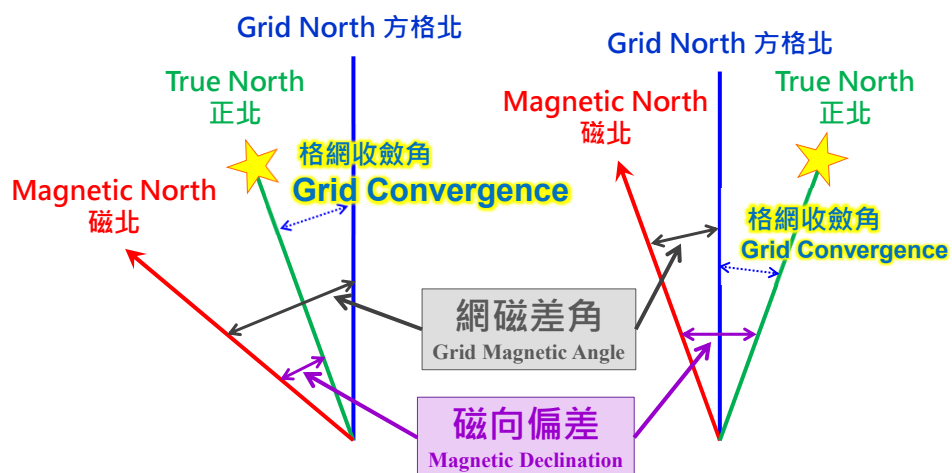 Grid North 方格北
True North
正北
格網收斂角
Grid Convergence
Magnetic North
磁北
Grid North 方格北
Magnetic North
磁北
True North
正北
格網收斂角
Grid Convergence
網磁差角
Grid Magnetic Angle
磁向偏差
Magnetic Declination